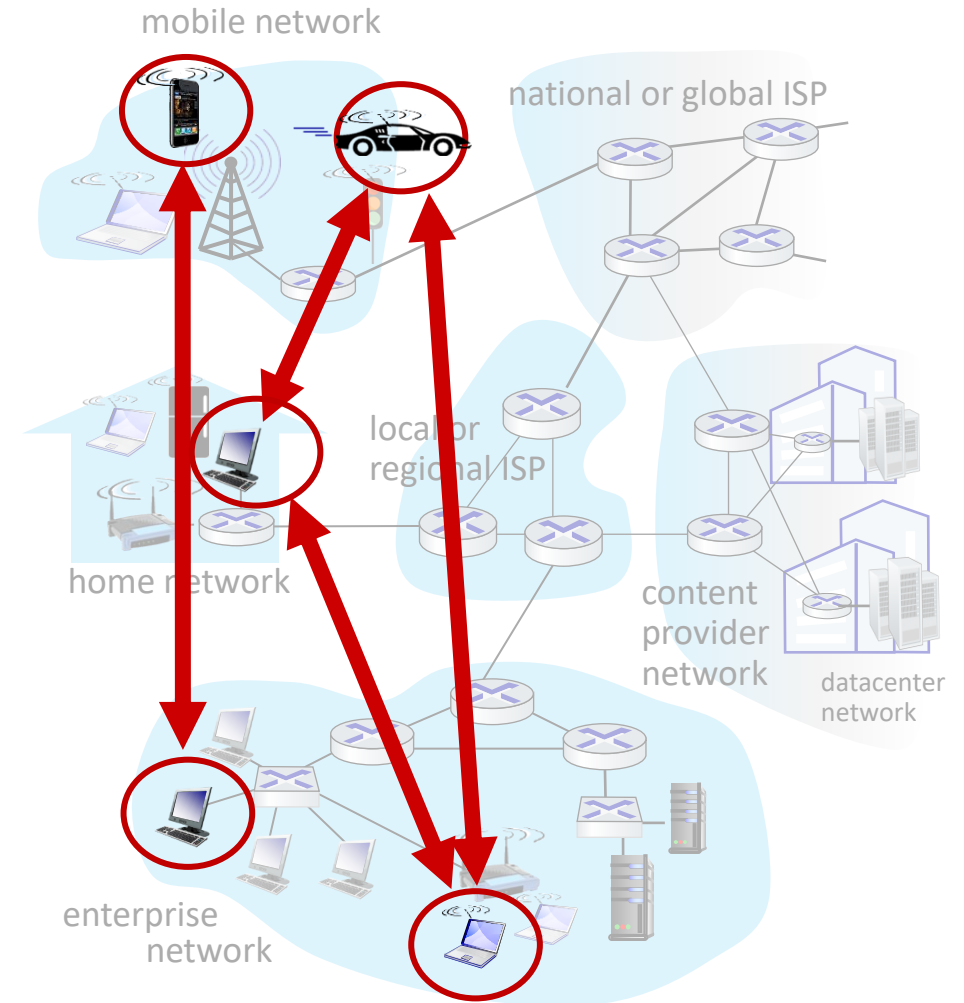 mobile network
national or global ISP
local or
regional ISP
home network
content
provider
network
datacenter
network
enterprise
network